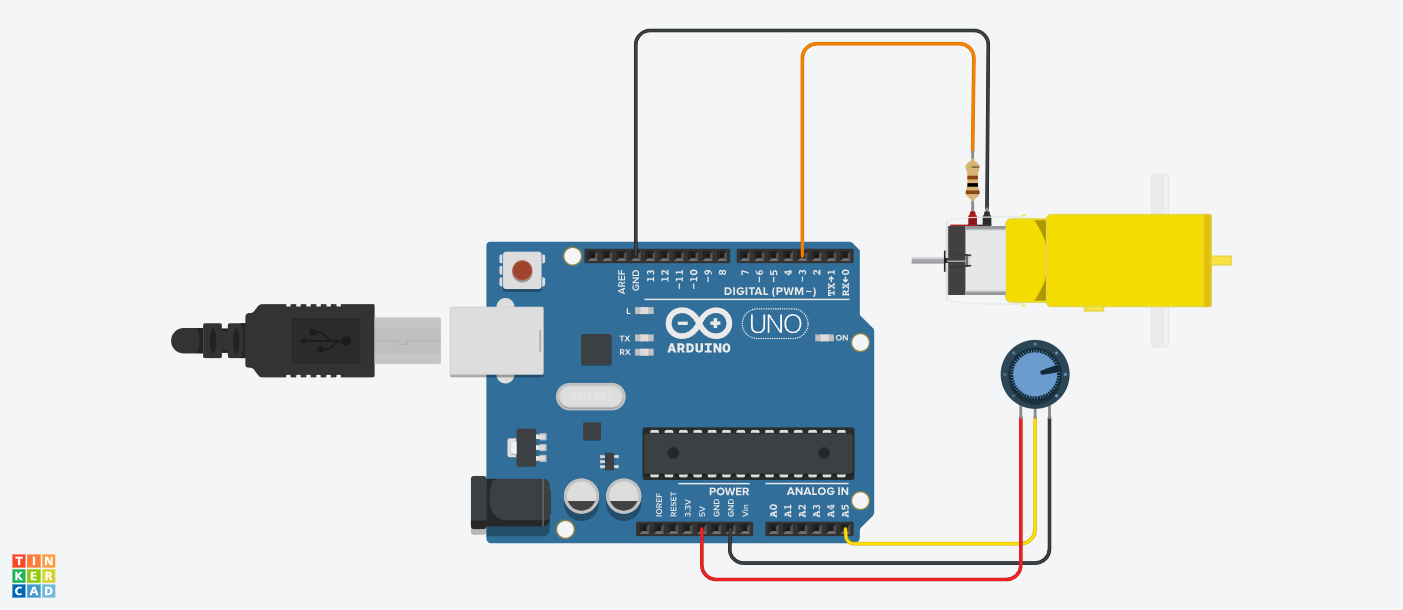 AREF
GND
13
12
~11
~10
~9
8
7
~6
~5
4
~3
2
TX→1
RX←0
DIGITAL (PWM~)
L
TX
RX
ARDUINO
UNO
ON
POWER
ANALOG IN
IOREF
RESET
3.3V
5V
GND
GND
Vin
A0
A1
A2
A3
A4
A5
TIN
KER
CAD